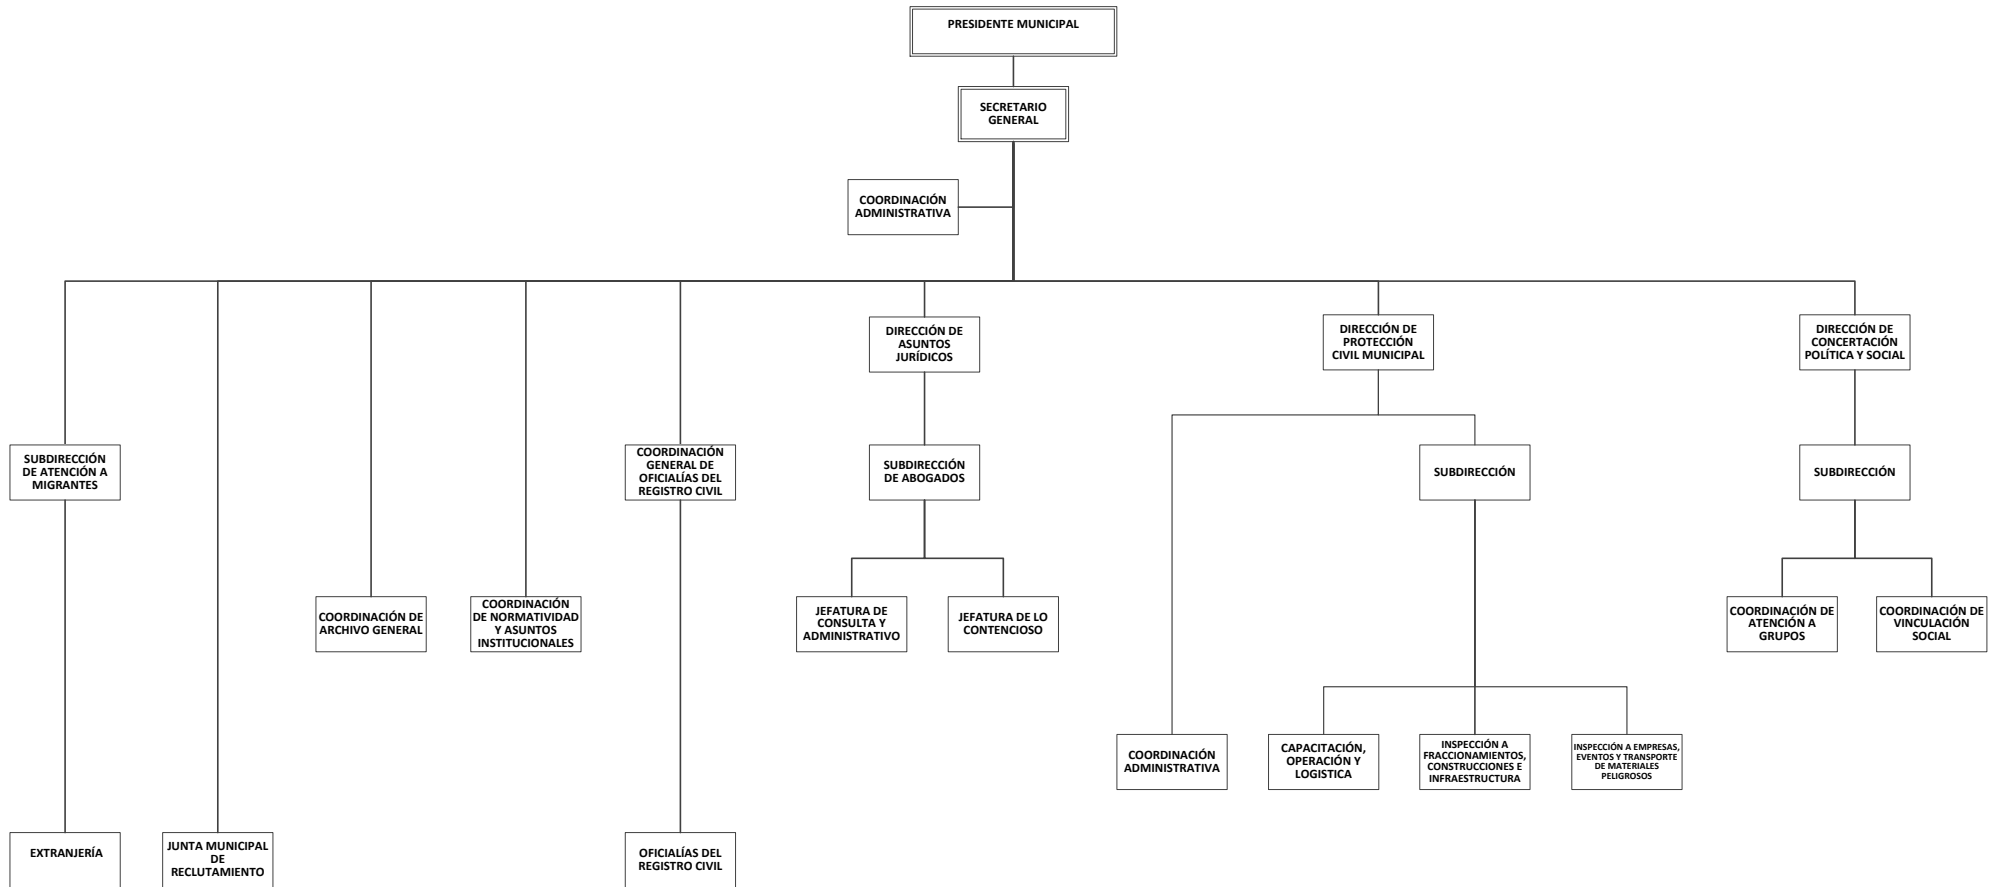 PRESIDENTE MUNICIPAL
SECRETARIO
GENERAL
COORDINACIÓN
ADMINISTRATIVA
DIRECCIÓN DE
ASUNTOS
JURÍDICOS
DIRECCIÓN DE
PROTECCIÓN
CIVIL MUNICIPAL
DIRECCIÓN DE
CONCERTACIÓN
POLÍTICA Y SOCIAL
SUBDIRECCIÓN
DE ATENCIÓN A
MIGRANTES
COORDINACIÓN
GENERAL DE
OFICIALÍAS DEL
REGISTRO CIVIL
SUBDIRECCIÓN
DE ABOGADOS
SUBDIRECCIÓN
SUBDIRECCIÓN
COORDINACIÓN DE
ARCHIVO GENERAL
COORDINACIÓN
DE NORMATIVIDAD
Y ASUNTOS
INSTITUCIONALES
JEFATURA DE
CONSULTA Y
ADMINISTRATIVO
JEFATURA DE LO
CONTENCIOSO
COORDINACIÓN DE
ATENCIÓN A
GRUPOS
COORDINACIÓN DE
VINCULACIÓN
SOCIAL
COORDINACIÓN
ADMINISTRATIVA
CAPACITACIÓN,
OPERACIÓN Y
LOGISTICA
INSPECCIÓN A
FRACCIONAMIENTOS,
CONSTRUCCIONES E
INFRAESTRUCTURA
INSPECCIÓN A EMPRESAS,
EVENTOS Y TRANSPORTE
DE MATERIALES
PELIGROSOS
EXTRANJERÍA
JUNTA MUNICIPAL
DE
RECLUTAMIENTO
OFICIALÍAS DEL
REGISTRO CIVIL